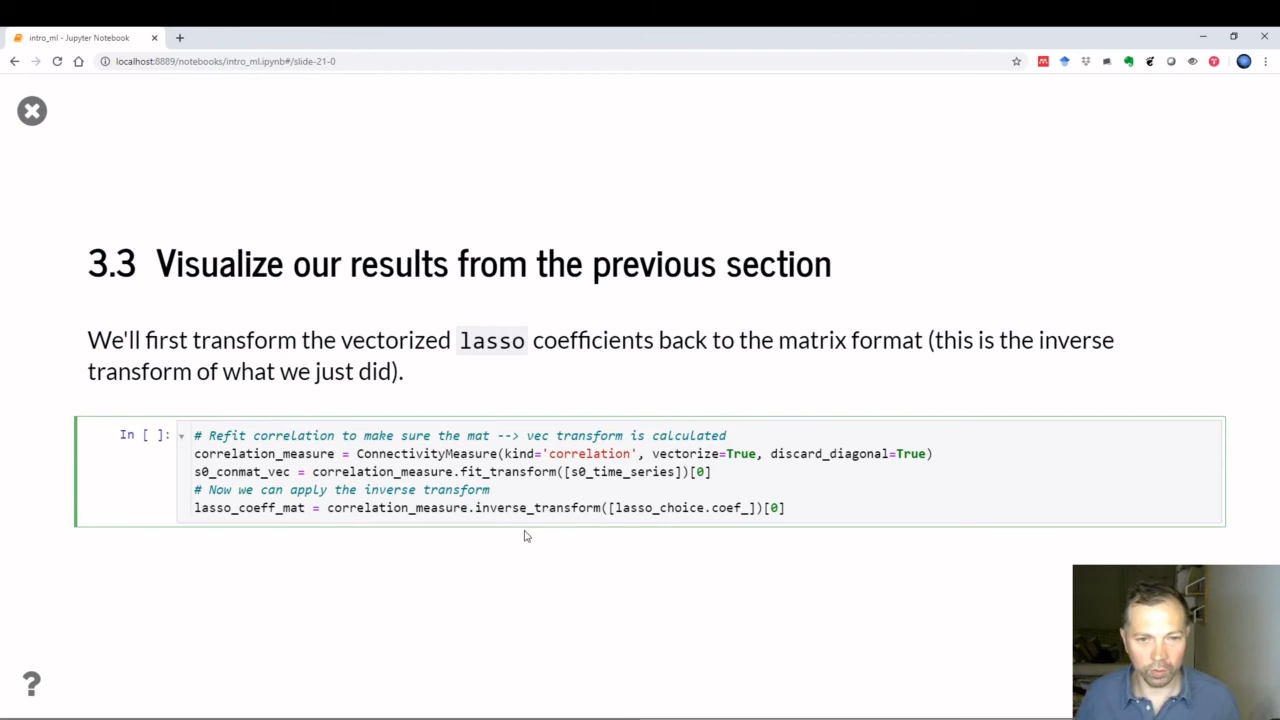 intro_ml - Jupyter Notebook
localhost:8889/notebooks/intro_ml.ipynb#/slide-21-0
3.3 Visualize our results from the previous section
We'll first transform the vectorized lasso coefficients back to the matrix format (this is the inverse
transform of what we just did).
In [ ]:
# Refit correlation to make sure the mat --> vec transform is calculated
correlation_measure = ConnectivityMeasure(kind='correlation', vectorize=True, discard_diagonal=True)
s0_conmat_vec = correlation_measure.fit_transform([s0_time_series])[0]
# Now we can apply the inverse transform
lasso_coeff_mat = correlation_measure.inverse_transform([lasso_choice.coef_])[0]
?